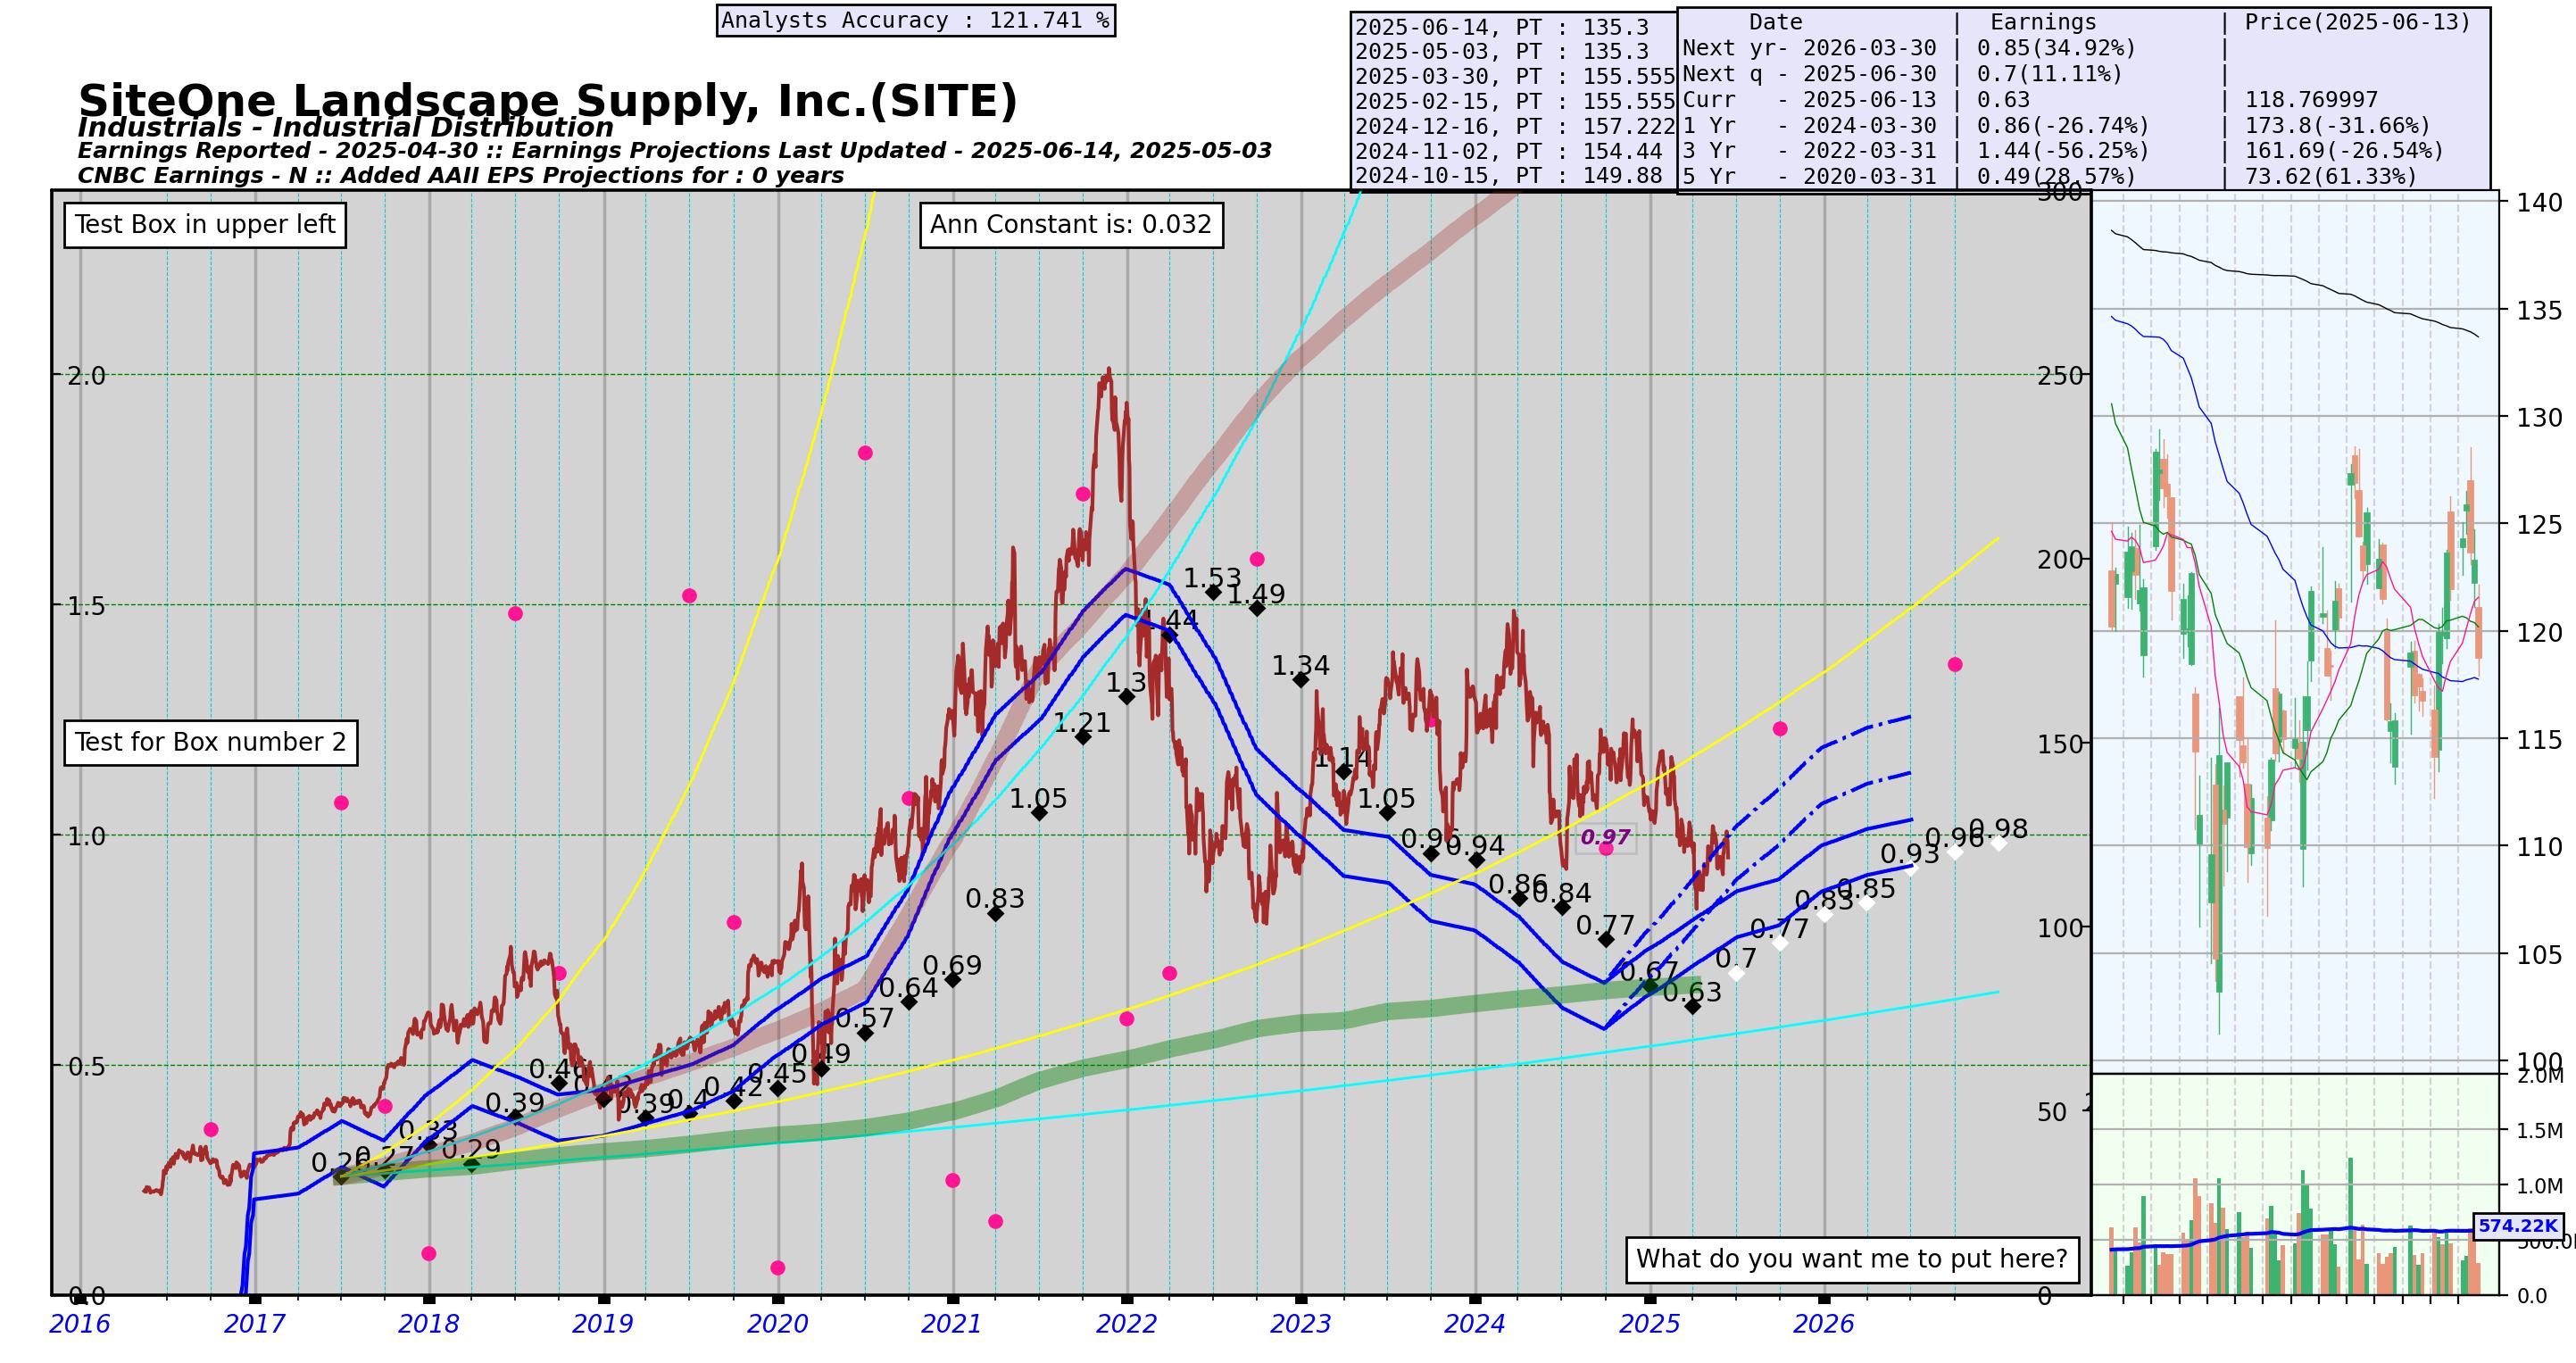 Analysts Accuracy : 121.741 %
2025-06-14, PT : 135.3
2025-05-03, PT : 135.3
2025-03-30, PT : 155.555
2025-02-15, PT : 155.555
2024-12-16, PT : 157.222
2024-11-02, PT : 154.44
2024-10-15, PT : 149.88
Date | Earnings | Price(2025-06-13)
Next yr- 2026-03-30 | 0.85(34.92%) |
Next q - 2025-06-30 | 0.7(11.11%) |
Curr - 2025-06-13 | 0.63 | 118.769997
1 Yr - 2024-03-30 | 0.86(-26.74%) | 173.8(-31.66%)
3 Yr - 2022-03-31 | 1.44(-56.25%) | 161.69(-26.54%)
5 Yr - 2020-03-31 | 0.49(28.57%) | 73.62(61.33%)
SiteOne Landscape Supply, Inc.(SITE)
Industrials - Industrial Distribution
Earnings Reported - 2025-04-30 :: Earnings Projections Last Updated - 2025-06-14, 2025-05-03
CNBC Earnings - N :: Added AAII EPS Projections for : 0 years
Test Box in upper left
Ann Constant is: 0.032
Test for Box number 2
What do you want me to put here?
2.0
1.5
1.0
0.5
0.0
300
250
200
150
100
50
0
0.26
0.27
0.33
0.29
0.39
0.46
0.39
0.4
0.42
0.45
0.49
0.57
0.64
0.69
0.83
1.05
1.21
1.3
1.44
1.53
1.49
1.34
1.14
1.05
0.96
0.94
0.86
0.84
0.77
0.97
0.67
0.63
0.7
0.77
0.83
0.85
0.93
0.96
0.98
140
135
130
125
120
115
110
105
100
2.0M
1.5M
1.0M
574.22K
0.0
2016 2017 2018 2019 2020 2021 2022 2023 2024 2025 2026